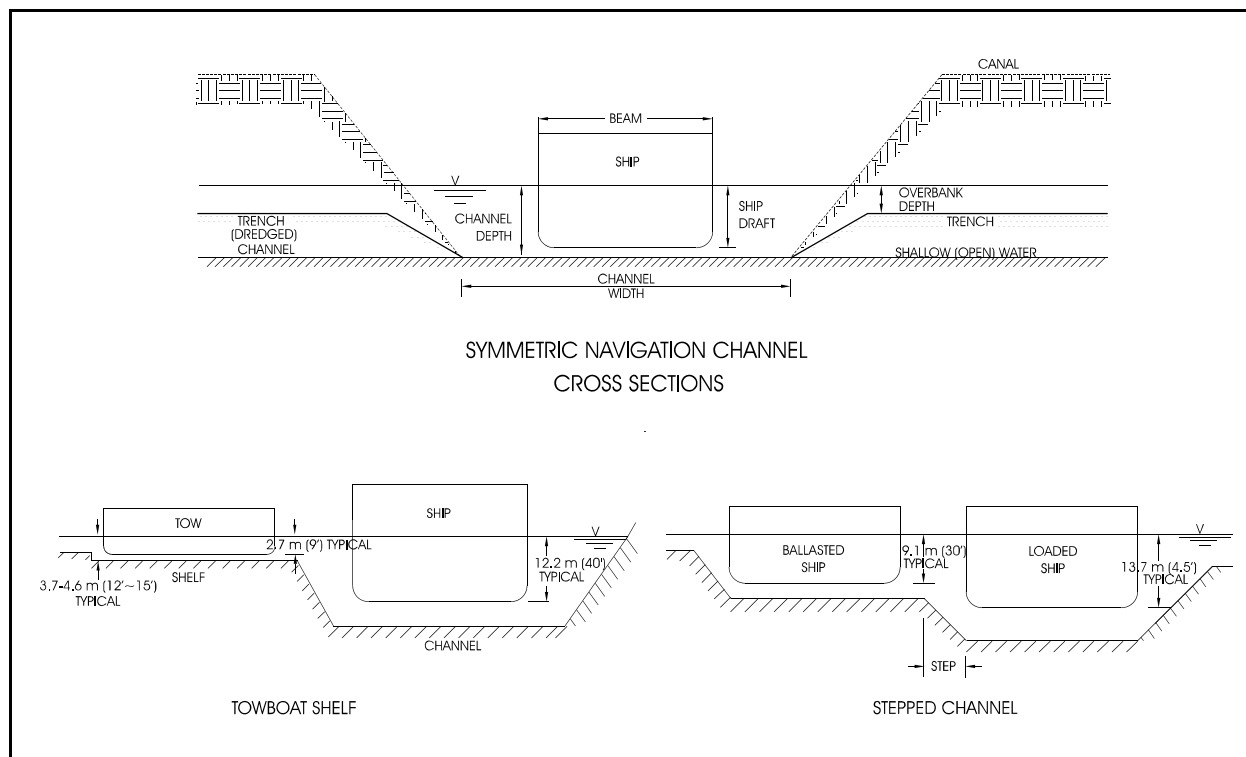 CANAL
BEAM
SHIP
V
CHANNEL
DEPTH
SHIP
DRAFT
OVERBANK
DEPTH
TRENCH
(DREDGED)
CHANNEL
TRENCH
SHALLOW (OPEN) WATER
CHANNEL
WIDTH
SYMMETRIC NAVIGATION CHANNEL
CROSS SECTIONS
TOW
2.7 m (9') TYPICAL
SHELF
3.7-4.6 m (12'~15')
TYPICAL
SHIP
V
12.2 m (40')
TYPICAL
CHANNEL
TOWBOAT SHELF
BALLASTED
SHIP
9.1 m (30')
TYPICAL
LOADED
SHIP
V
13.7 m (4.5')
TYPICAL
STEP
STEPPED CHANNEL